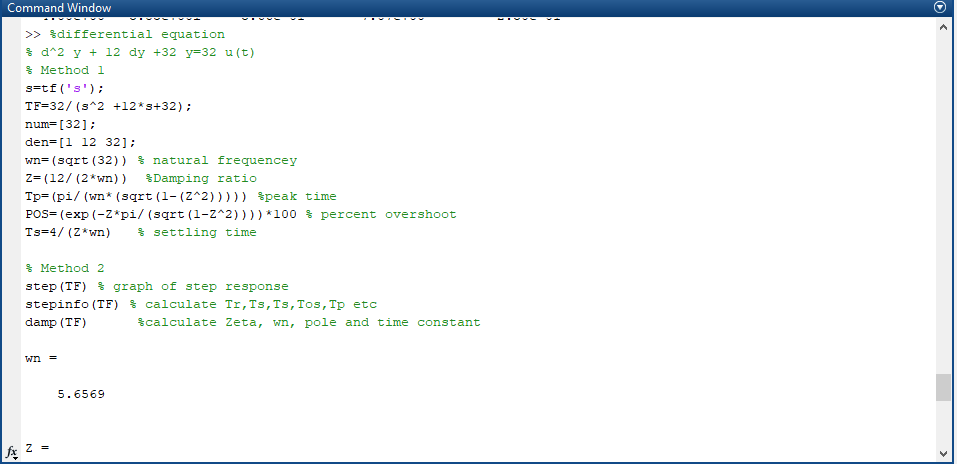 Command Window
>> %differential equation
% d^2 y + 12 dy +32 y=32 u(t)
% Method 1
s=tf('s');
TF=32/(s^2 +12*s+32);
num=[32];
den=[1 12 32];
wn=(sqrt(32)) % natural frequencey
Z=(12/(2*wn))  %Damping ratio
Tp=(pi/(wn*(sqrt(1-(Z^2))))) %peak time
POS=(exp(-Z*pi/(sqrt(1-Z^2))))*100 % percent overshoot
Ts=4/(Z*wn)   % settling time
% Method 2
step(TF) % graph of step response
stepinfo(TF) % calculate Tr,Ts,Ts,Tos,Tp etc
damp(TF)      %calculate Zeta, wn, pole and time constant
wn =
5.6569
fx Z =